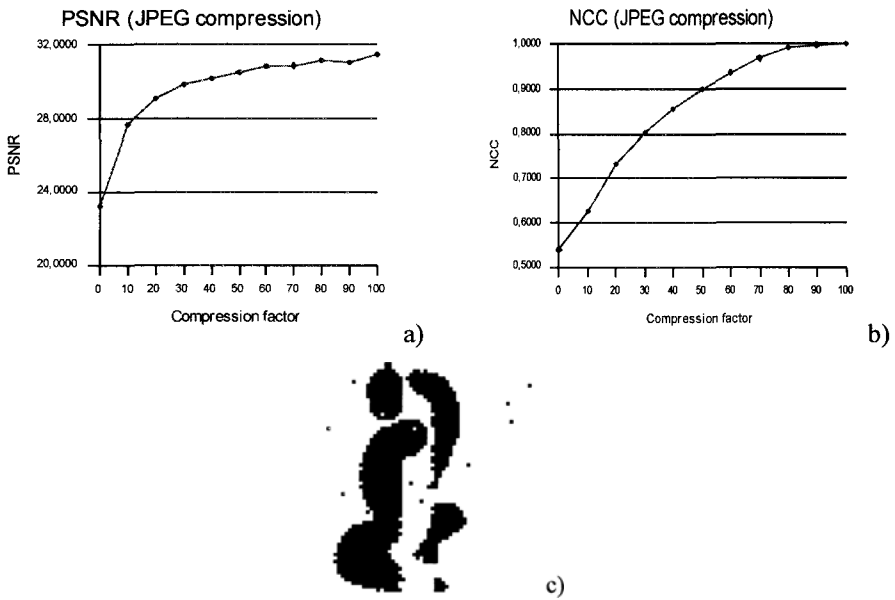 PSNR (JPEG compression)
32,0000
28,0000
24,0000
20,0000
PSNR
0 10 20 30 40 50 60 70 80 90 100
Compression factor
a)
NCC (JPEG compression)
1,0000
0,9000
0,8000
0,7000
0,6000
0,5000
NCC
0 10 20 30 40 50 60 70 80 90 100
Compression factor
b)
c)